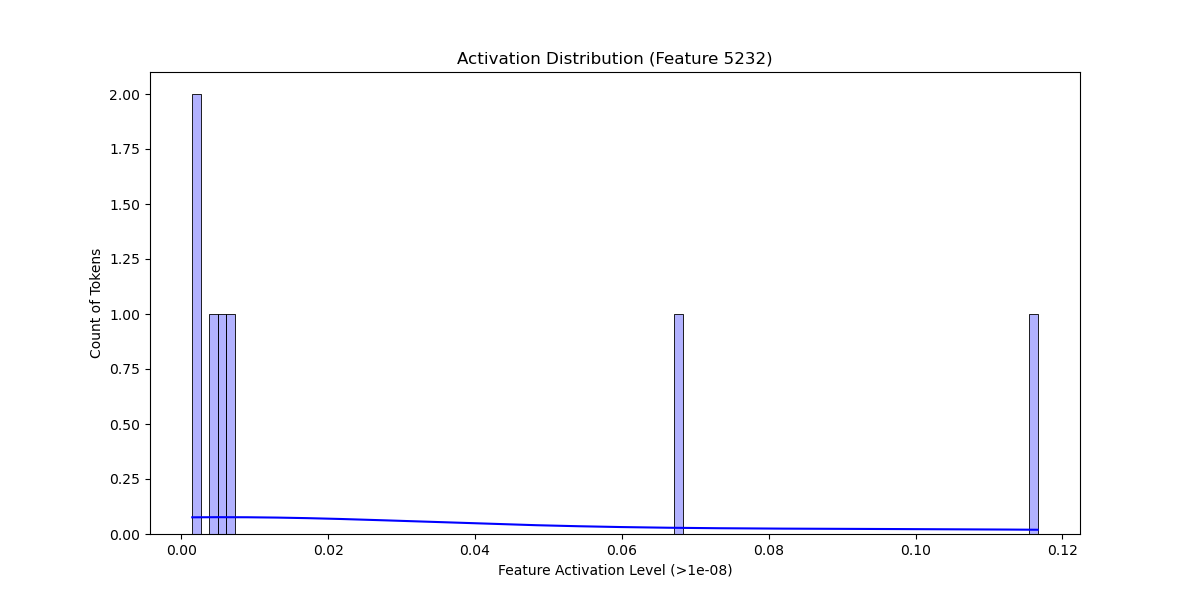 Activation Distribution (Feature 5232)
Count of Tokens
2.00
1.75
1.50
1.25
1.00
0.75
0.50
0.25
0.00
0.00 0.02 0.04 0.06 0.08 0.10 0.12
Feature Activation Level (>1e-08)